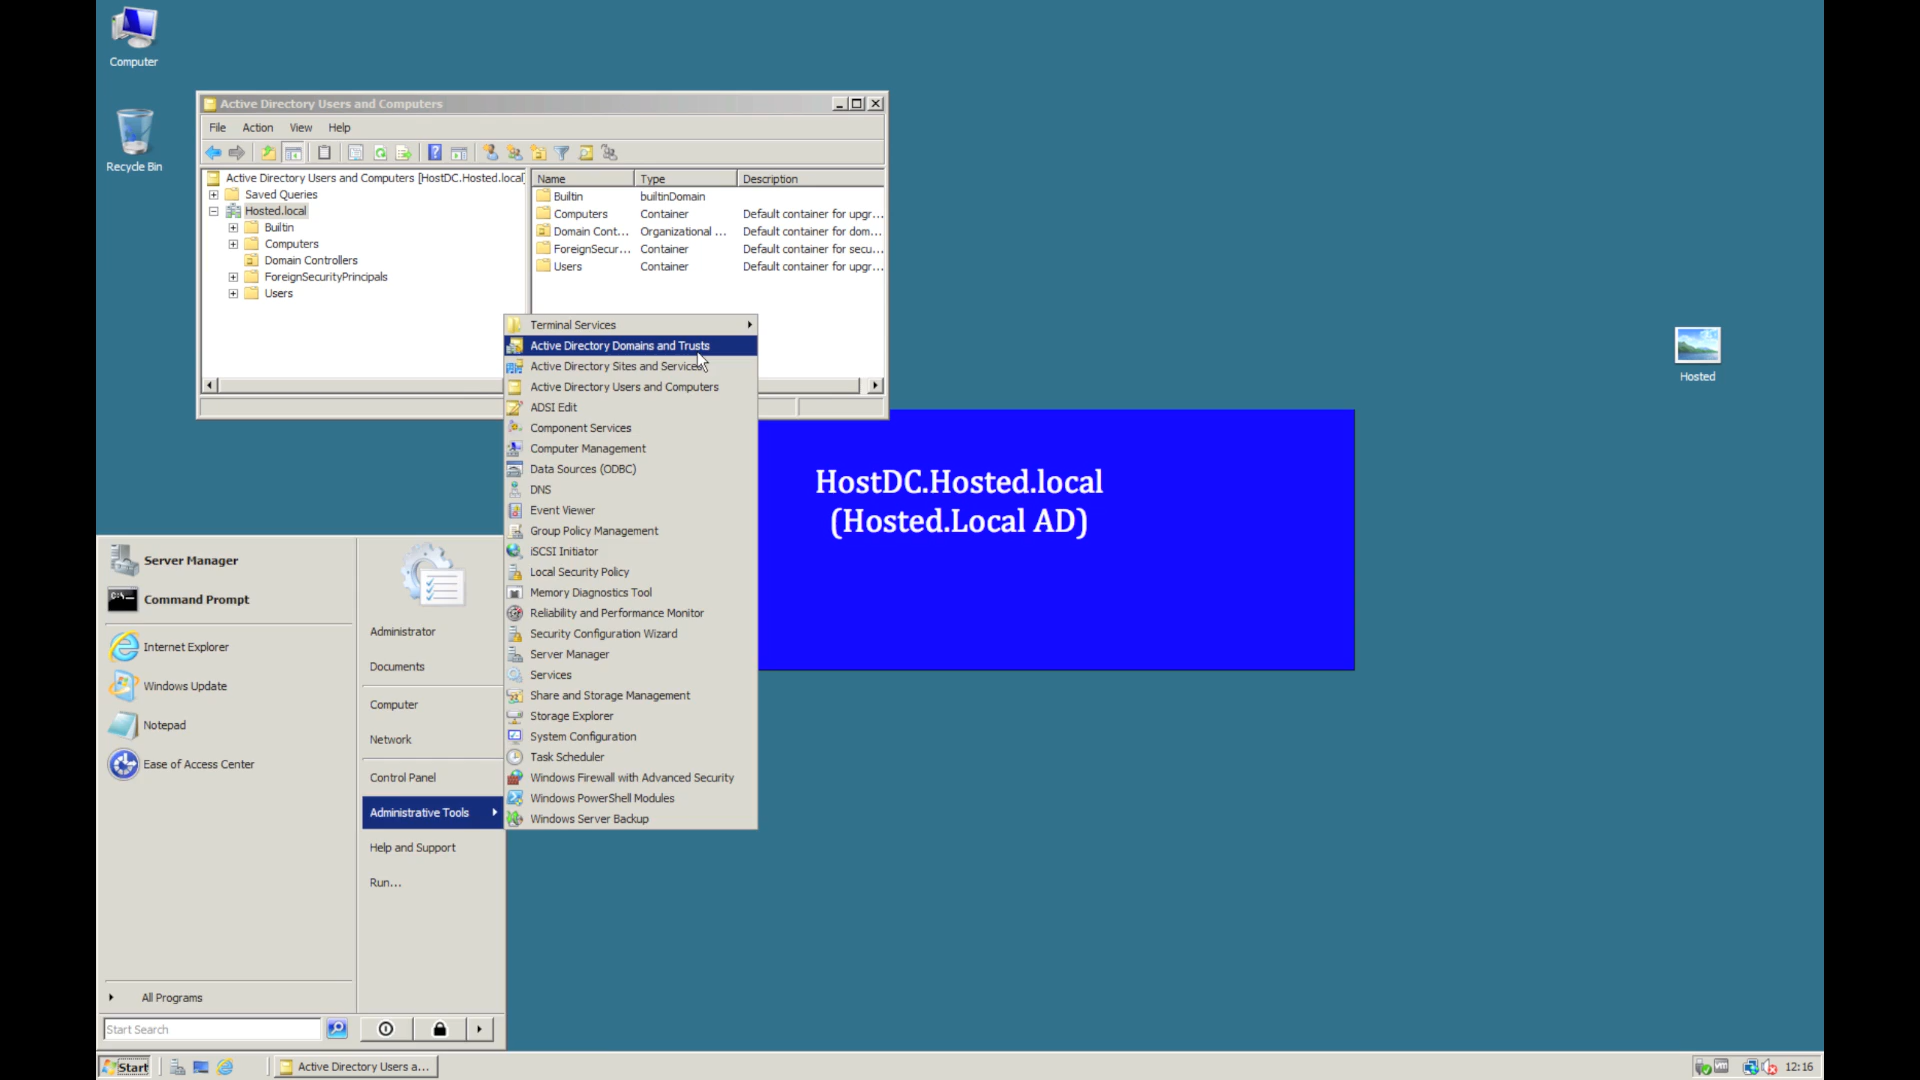 Computer
Recycle Bin
Active Directory Users and Computers
File Action View Help
Active Directory Users and Computers [HostDC.Hosted.local]
Saved Queries
Hosted.local
Builtin
Computers
Domain Controllers
ForeignSecurityPrincipals
Users
Name Type Description
Builtin builtinDomain
Computers Container Default container for upgr...
Domain Cont... Organizational ... Default container for dom...
ForeignSecur... Container Default container for secu...
Users Container Default container for upgr...
Terminal Services
Active Directory Domains and Trusts
Active Directory Sites and Services
Active Directory Users and Computers
ADSI Edit
Component Services
Computer Management
Data Sources (ODBC)
DNS
Event Viewer
Group Policy Management
iSCSI Initiator
Local Security Policy
Memory Diagnostics Tool
Reliability and Performance Monitor
Security Configuration Wizard
Server Manager
Services
Share and Storage Management
Storage Explorer
System Configuration
Task Scheduler
Windows Firewall with Advanced Security
Windows PowerShell Modules
Windows Server Backup
Hosted
HostDC.Hosted.local
(Hosted.Local AD)
Server Manager
Command Prompt
Internet Explorer
Windows Update
Notepad
Ease of Access Center
All Programs
Start Search
Administrator
Documents
Computer
Network
Control Panel
Administrative Tools
Help and Support
Run...
Start
Active Directory Users a...
12:16